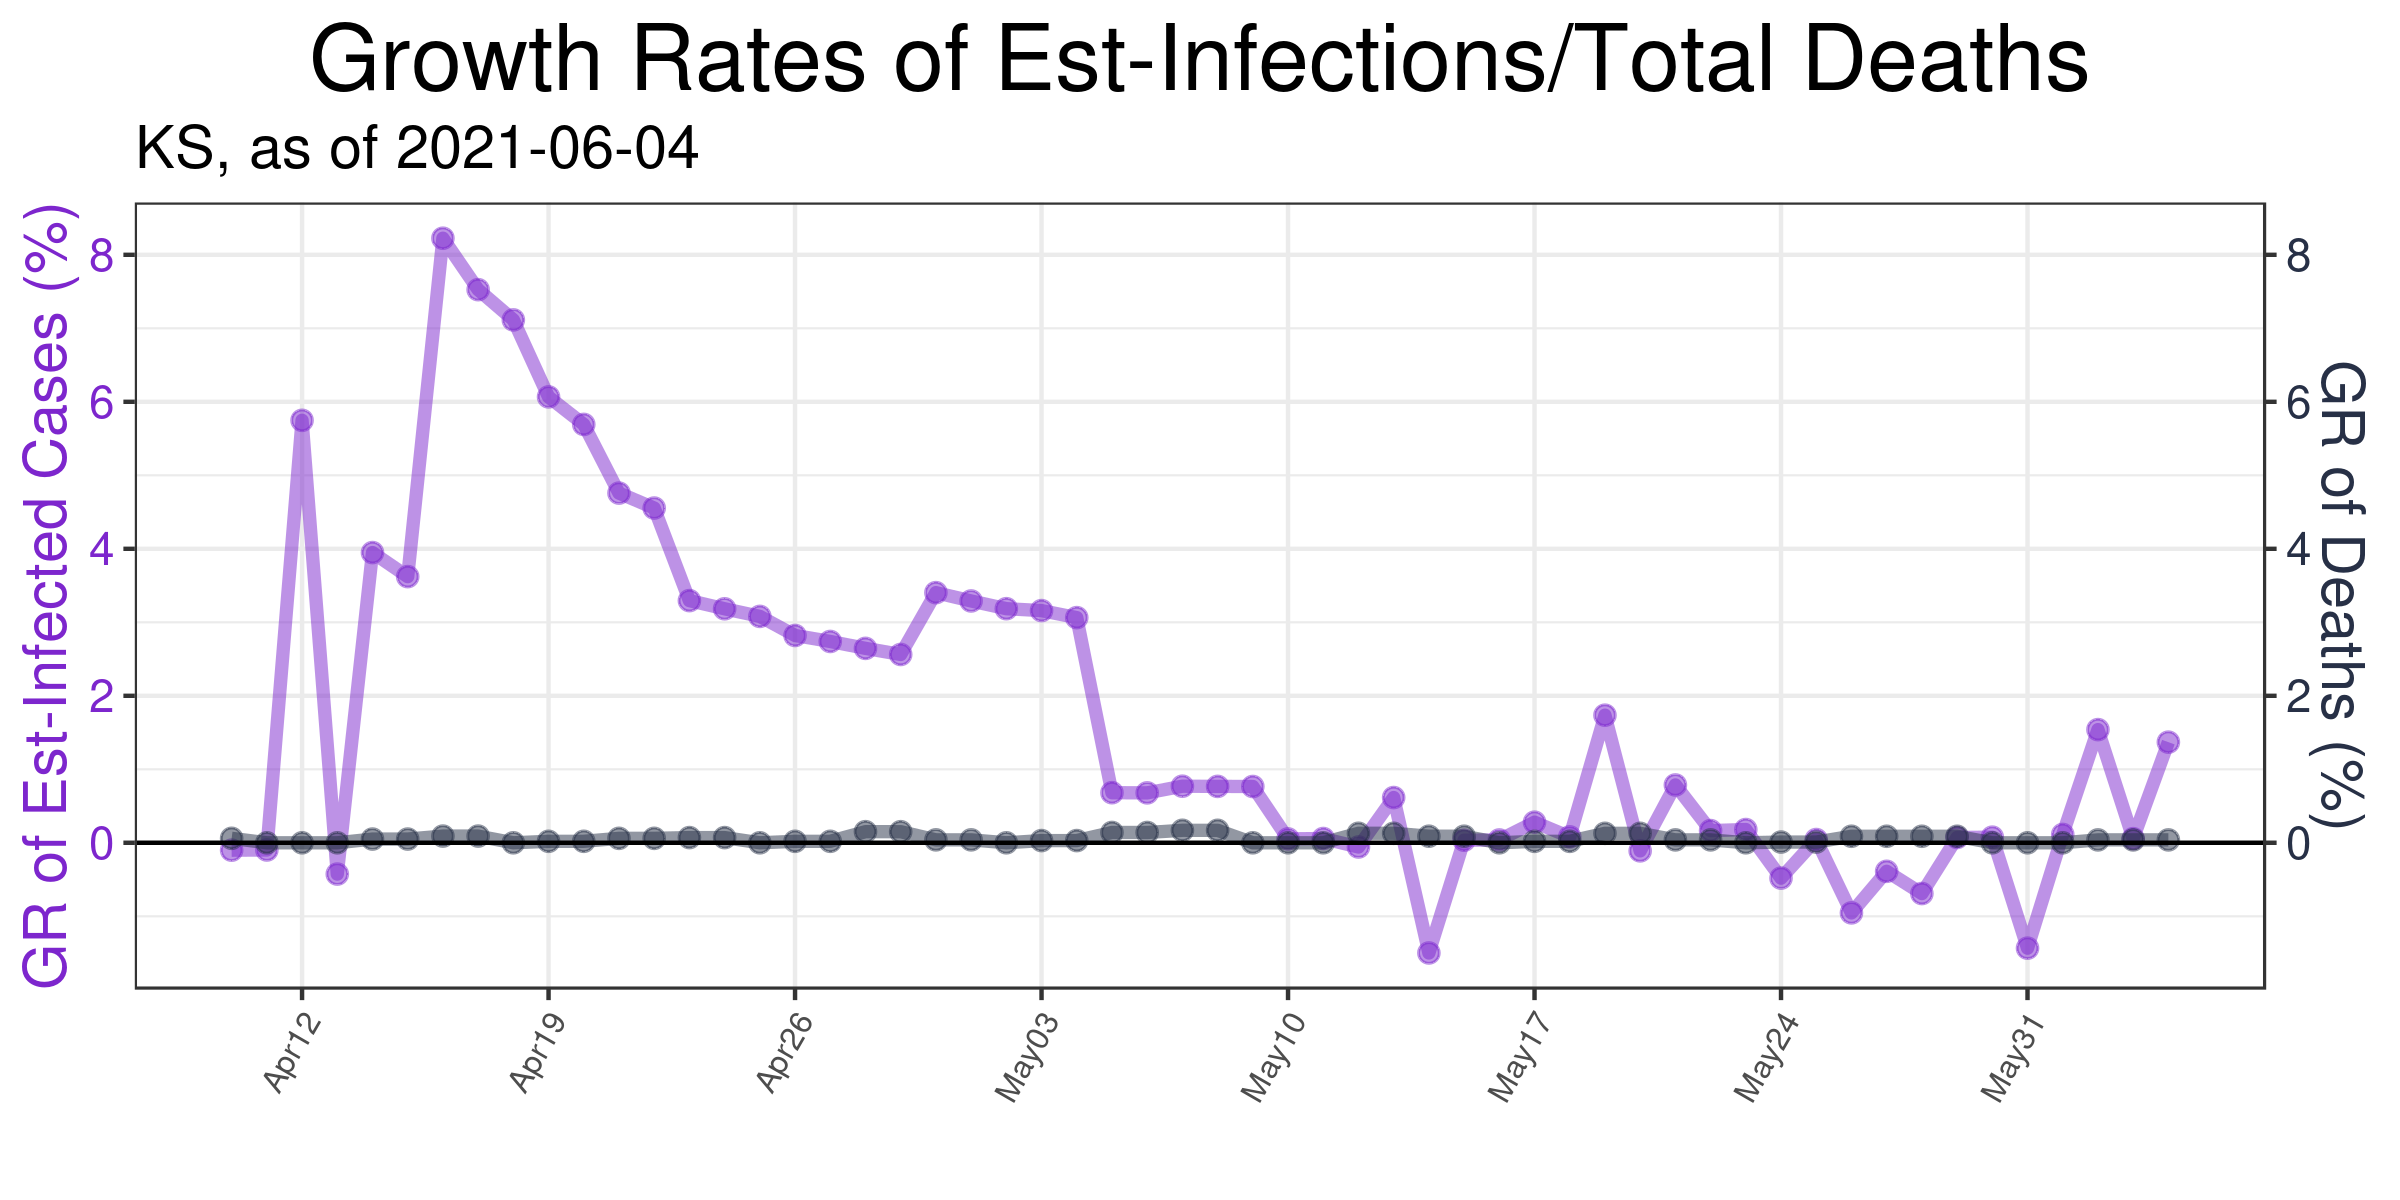 Growth Rates of Est-Infections/Total Deaths
KS, as of 2021-06-04
GR of Est-Infected Cases (%)
8
6
4
2
0
8
6
4
2
0
GR of Deaths (%)
Apr12
Apr19
Apr26
May03
May10
May17
May24
May31